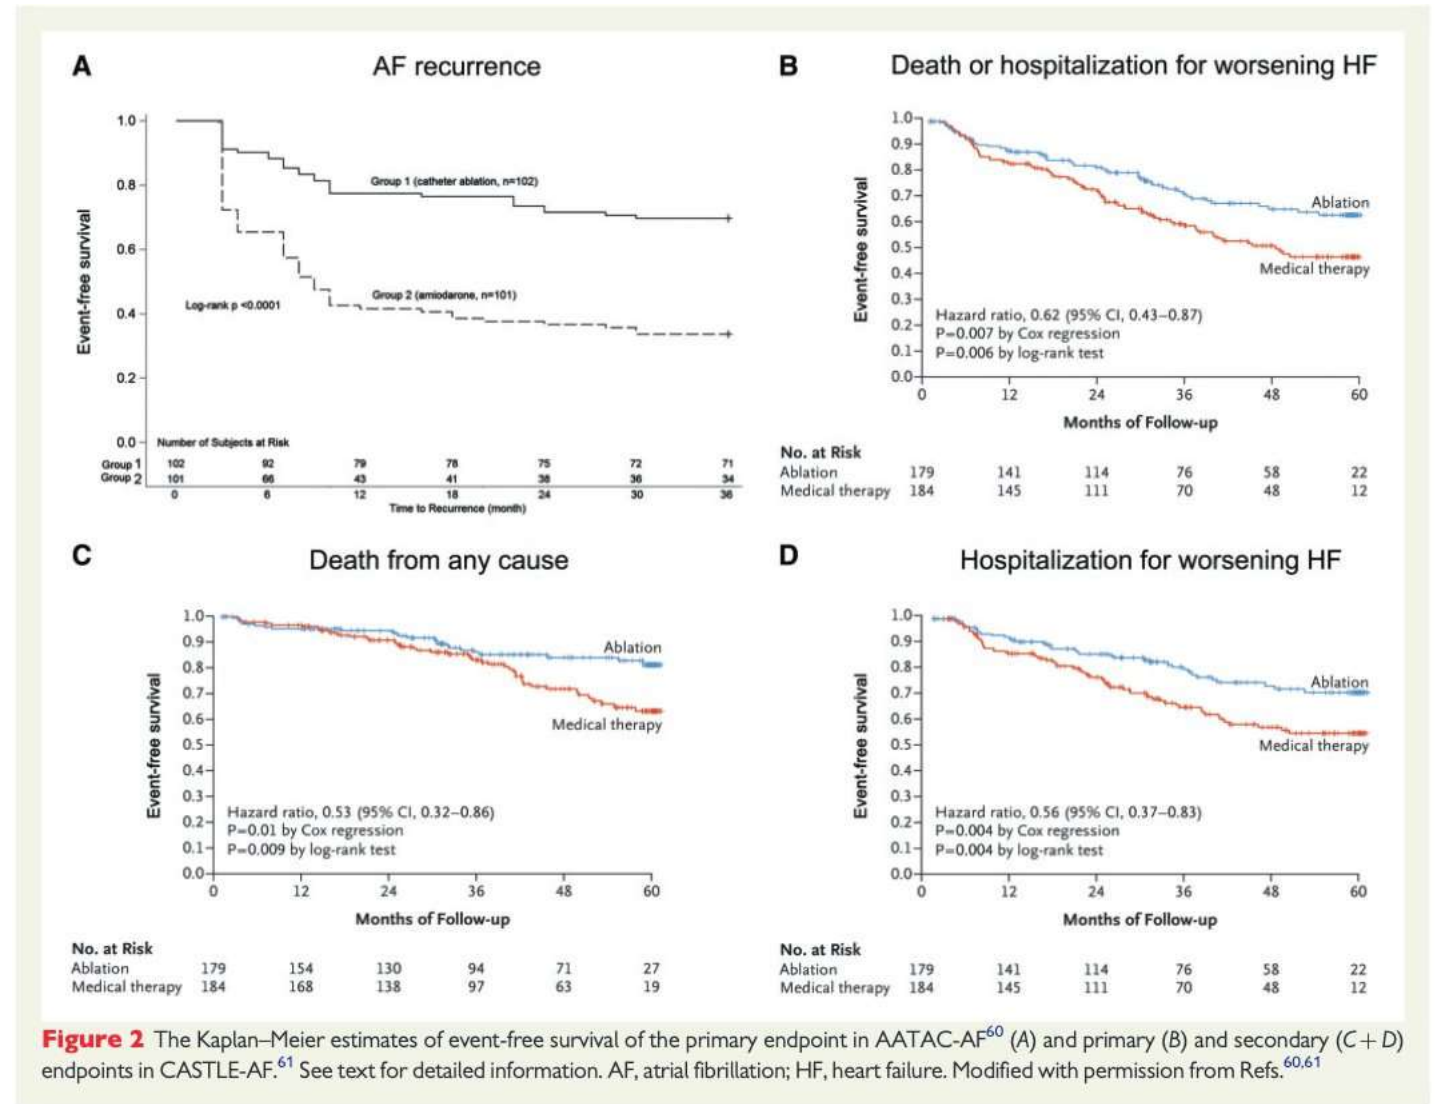 A
AF recurrence
Event-free survival
1.0
0.8
0.6
0.4
0.2
0.0
Group 1 (catheter ablation, n=102)
Group 2 (amiodarone, n=101)
Log-rank p <0.0001
Number of Subjects at Risk
Group 1 102 92 79 78 75 72 71
Group 2 101 66 43 41 38 36 34
0 6 12 18 24 30 36
Time to Recurrence (month)
B
Death or hospitalization for worsening HF
Event-free survival
1.0
0.9
0.8
0.7
0.6
0.5
0.4
0.3
0.2
0.1
0.0
Ablation
Medical therapy
Hazard ratio, 0.62 (95% CI, 0.43–0.87)
P=0.007 by Cox regression
P=0.006 by log-rank test
0 12 24 36 48 60
Months of Follow-up
No. at Risk
Ablation 179 141 114 76 58 22
Medical therapy 184 145 111 70 48 12
C
Death from any cause
Event-free survival
1.0
0.9
0.8
0.7
0.6
0.5
0.4
0.3
0.2
0.1
0.0
Ablation
Medical therapy
Hazard ratio, 0.53 (95% CI, 0.32–0.86)
P=0.01 by Cox regression
P=0.009 by log-rank test
0 12 24 36 48 60
Months of Follow-up
No. at Risk
Ablation 179 154 130 94 71 27
Medical therapy 184 168 138 97 63 19
D
Hospitalization for worsening HF
Event-free survival
1.0
0.9
0.8
0.7
0.6
0.5
0.4
0.3
0.2
0.1
0.0
Ablation
Medical therapy
Hazard ratio, 0.56 (95% CI, 0.37–0.83)
P=0.004 by Cox regression
P=0.004 by log-rank test
0 12 24 36 48 60
Months of Follow-up
No. at Risk
Ablation 179 141 114 76 58 22
Medical therapy 184 145 111 70 48 12
Figure 2 The Kaplan–Meier estimates of event-free survival of the primary endpoint in AATAC-AF60 (A) and primary (B) and secondary (C + D)
endpoints in CASTLE-AF.61 See text for detailed information. AF, atrial fibrillation; HF, heart failure. Modified with permission from Refs.60,61